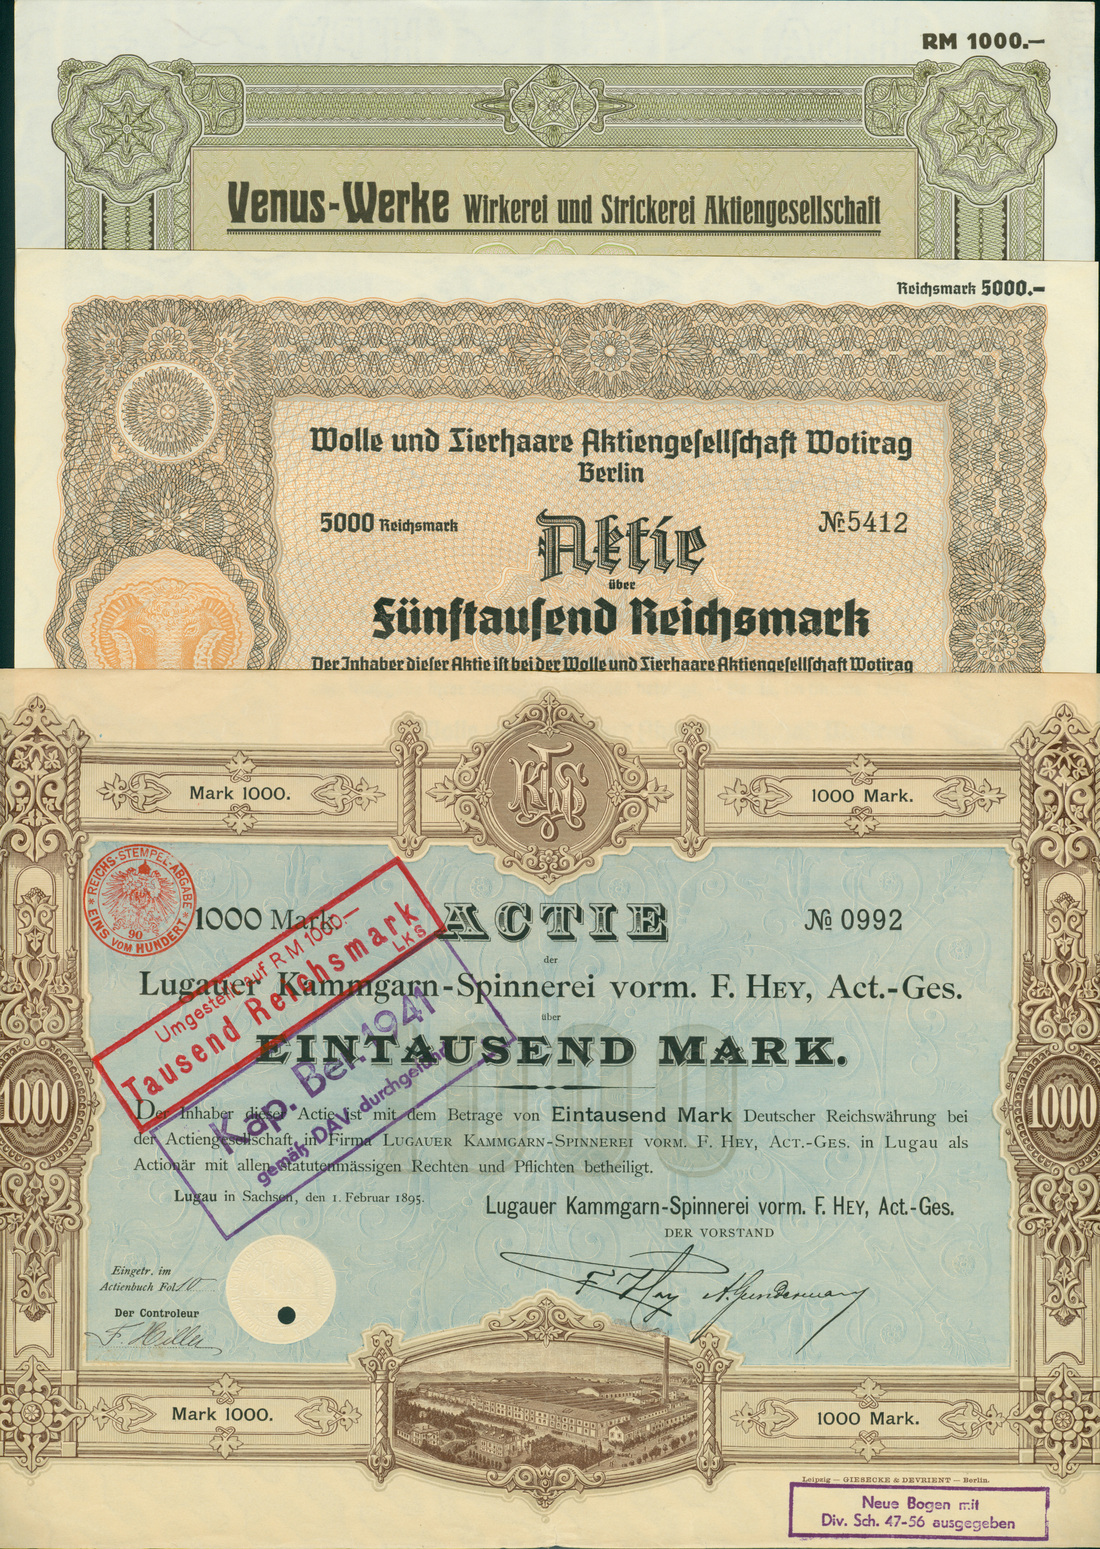 RM 1000.—
Venus-Werke Wirkerei und Strickerei Aktiengesellschaft
Reichsmark 5000.—
Wolle und Tierhaare Aktiengesellschaft Wotirag
Berlin
5000 Reichsmark
Aktie
№ 5412
über
Fünftausend Reichsmark
Der Inhaber dieser Aktie ist bei der Wolle und Tierhaare Aktiengesellschaft Wotirag
KLS
Mark 1000.
1000 Mark.
REICHS-STEMPEL-ABGABE
EINS VOM HUNDERT
90
1000 Mark.
ACTIE
№ 0992
der
Lugauer Kammgarn-Spinnerei vorm. F. HEY, Act.-Ges.
über
EINTAUSEND MARK.
Umgestellt auf RM 1000.—
Tausend Reichsmark
LKS
Kap. Ber. 1941
gemäß DAV. durchgeführt
1000
1000
1000
Der Inhaber dieser Actie ist mit dem Betrage von Eintausend Mark Deutscher Reichswährung bei
der Actiengesellschaft in Firma LUGAUER KAMMGARN-SPINNEREI VORM. F. HEY, ACT.-GES. in Lugau als
Actionär mit allen statutenmässigen Rechten und Pflichten betheiligt.
Lugau in Sachsen, den 1. Februar 1895.
Lugauer Kammgarn-Spinnerei vorm. F. HEY, Act.-Ges.
DER VORSTAND
F. Hey A. Gundermann
Eingetr. im
Actienbuch Fol. 10
Der Controleur
F. Hiller
Mark 1000.
1000 Mark.
Leipzig — GIESECKE & DEVRIENT — Berlin.
Neue Bogen mit
Div. Sch. 47-56 ausgegeben